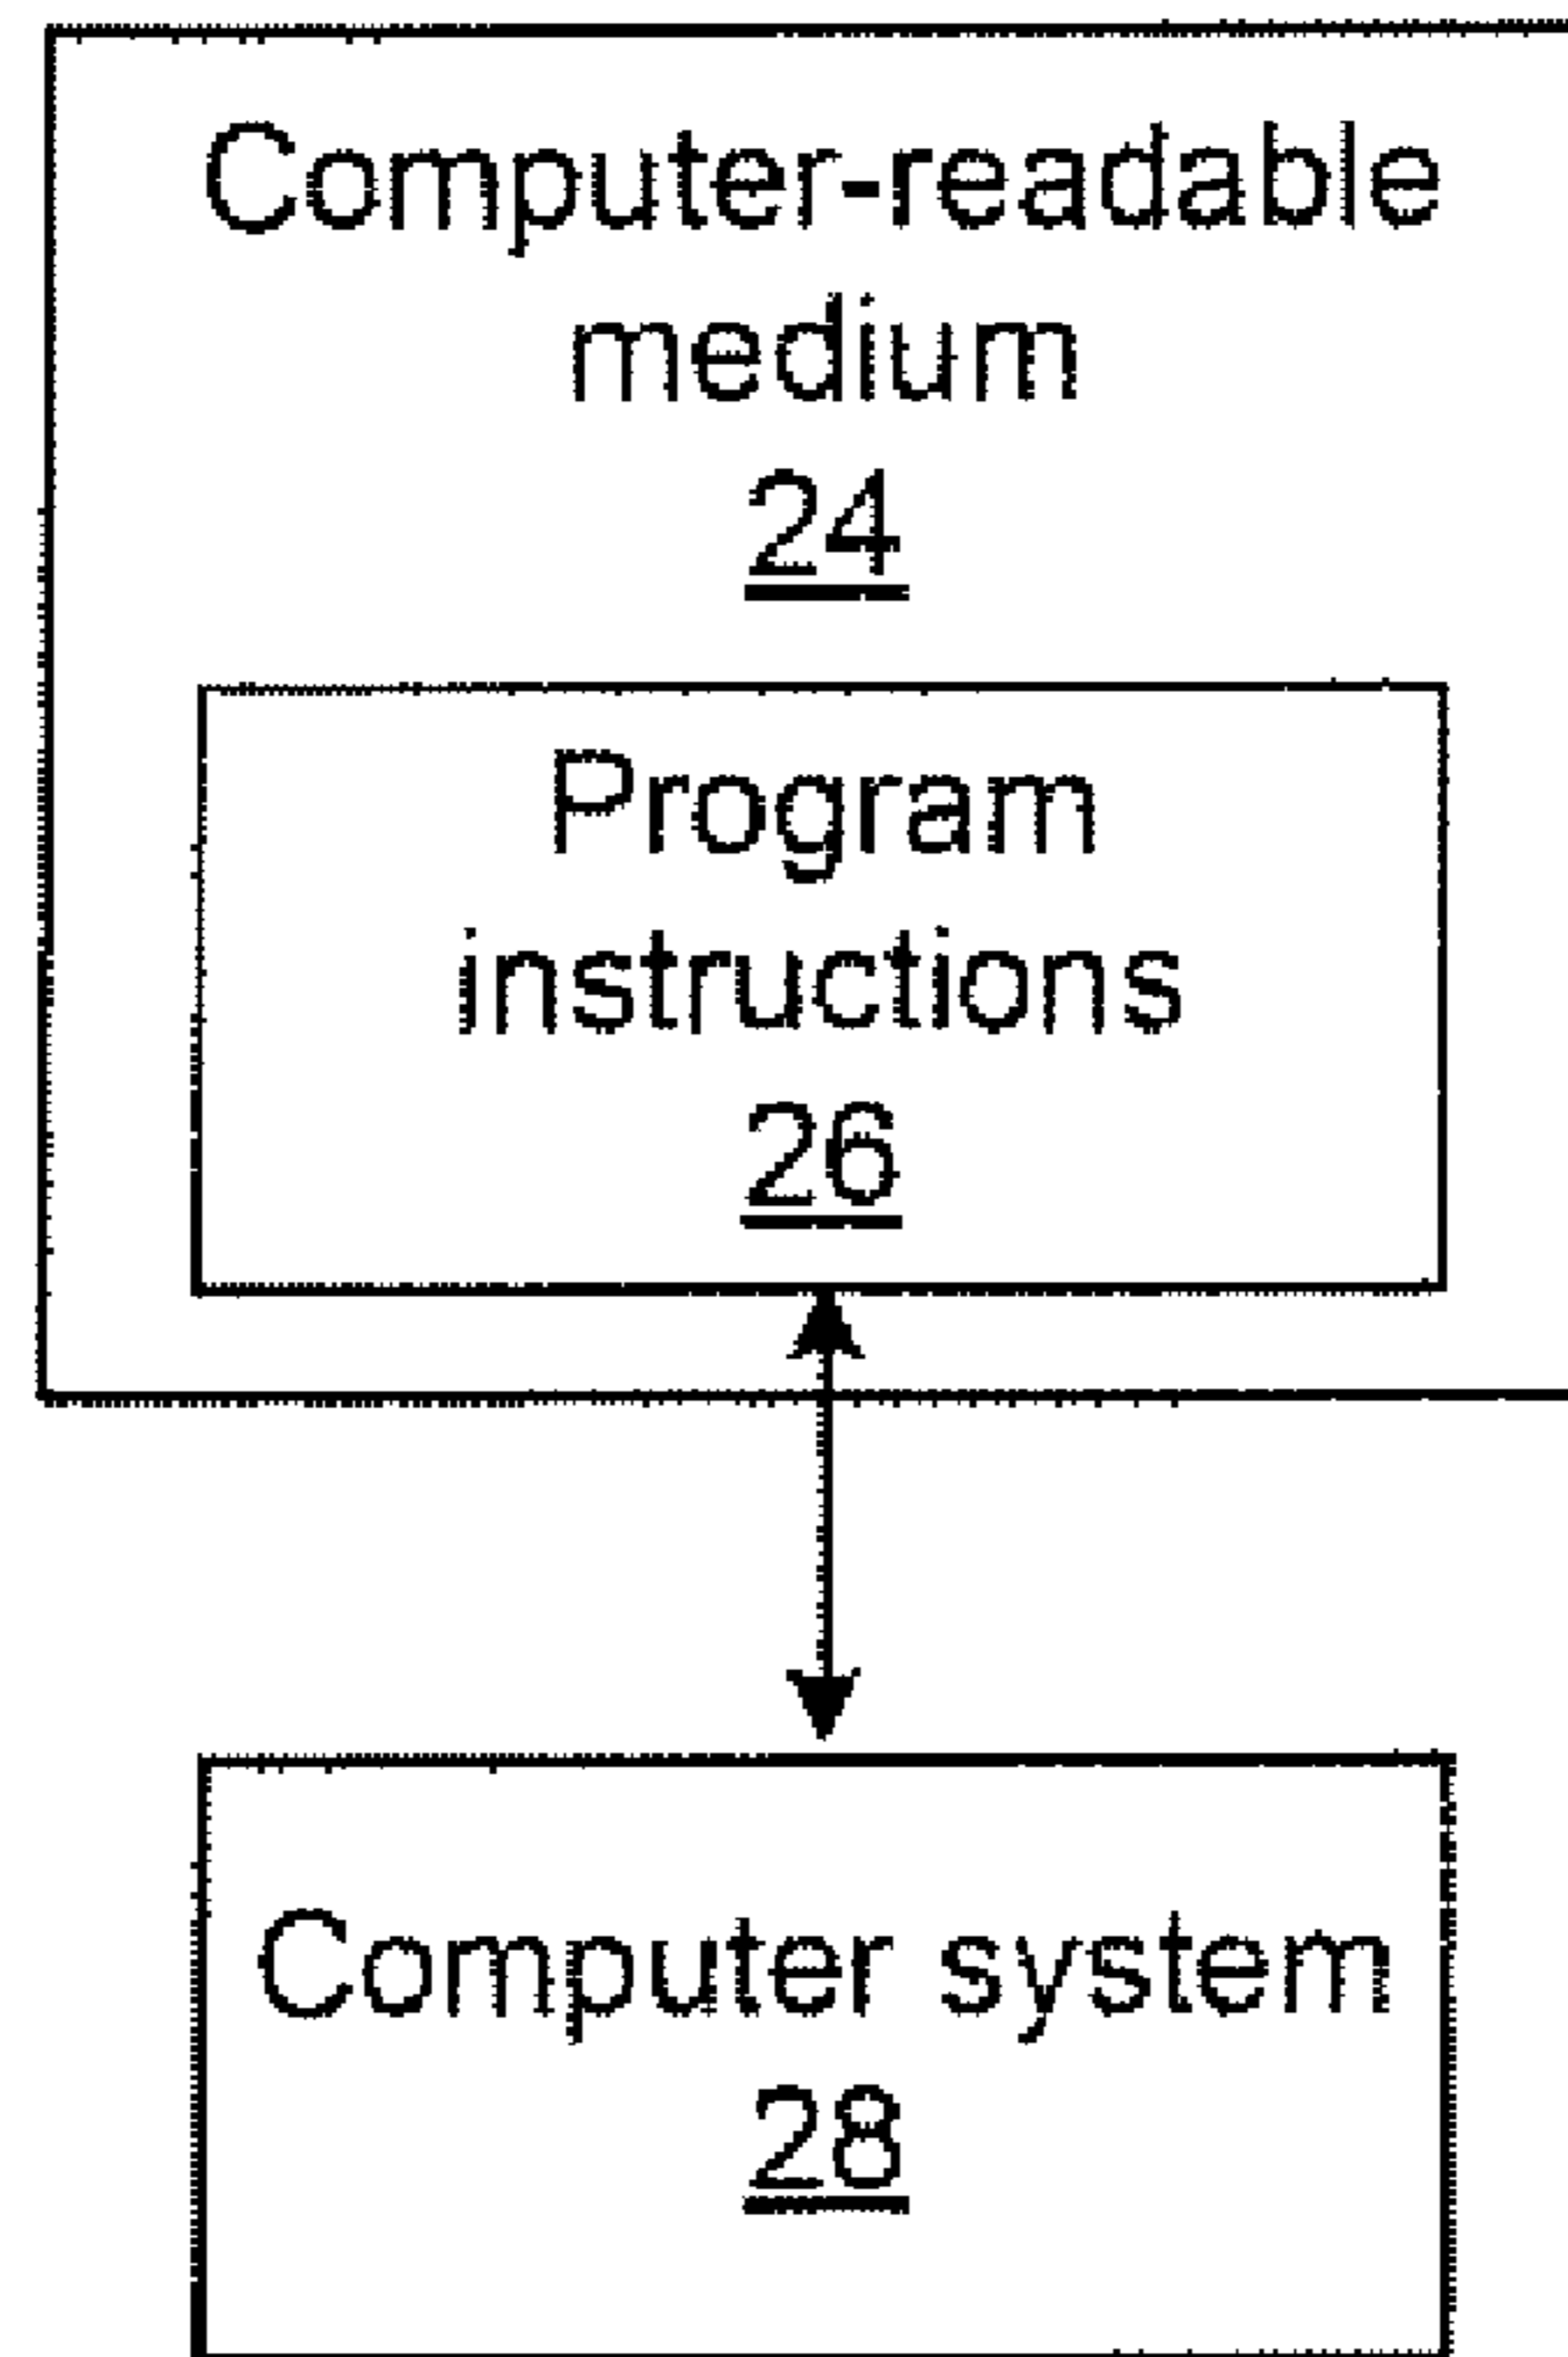 Computer-readable
medium
24
Program
instructions
26
Computer system
28